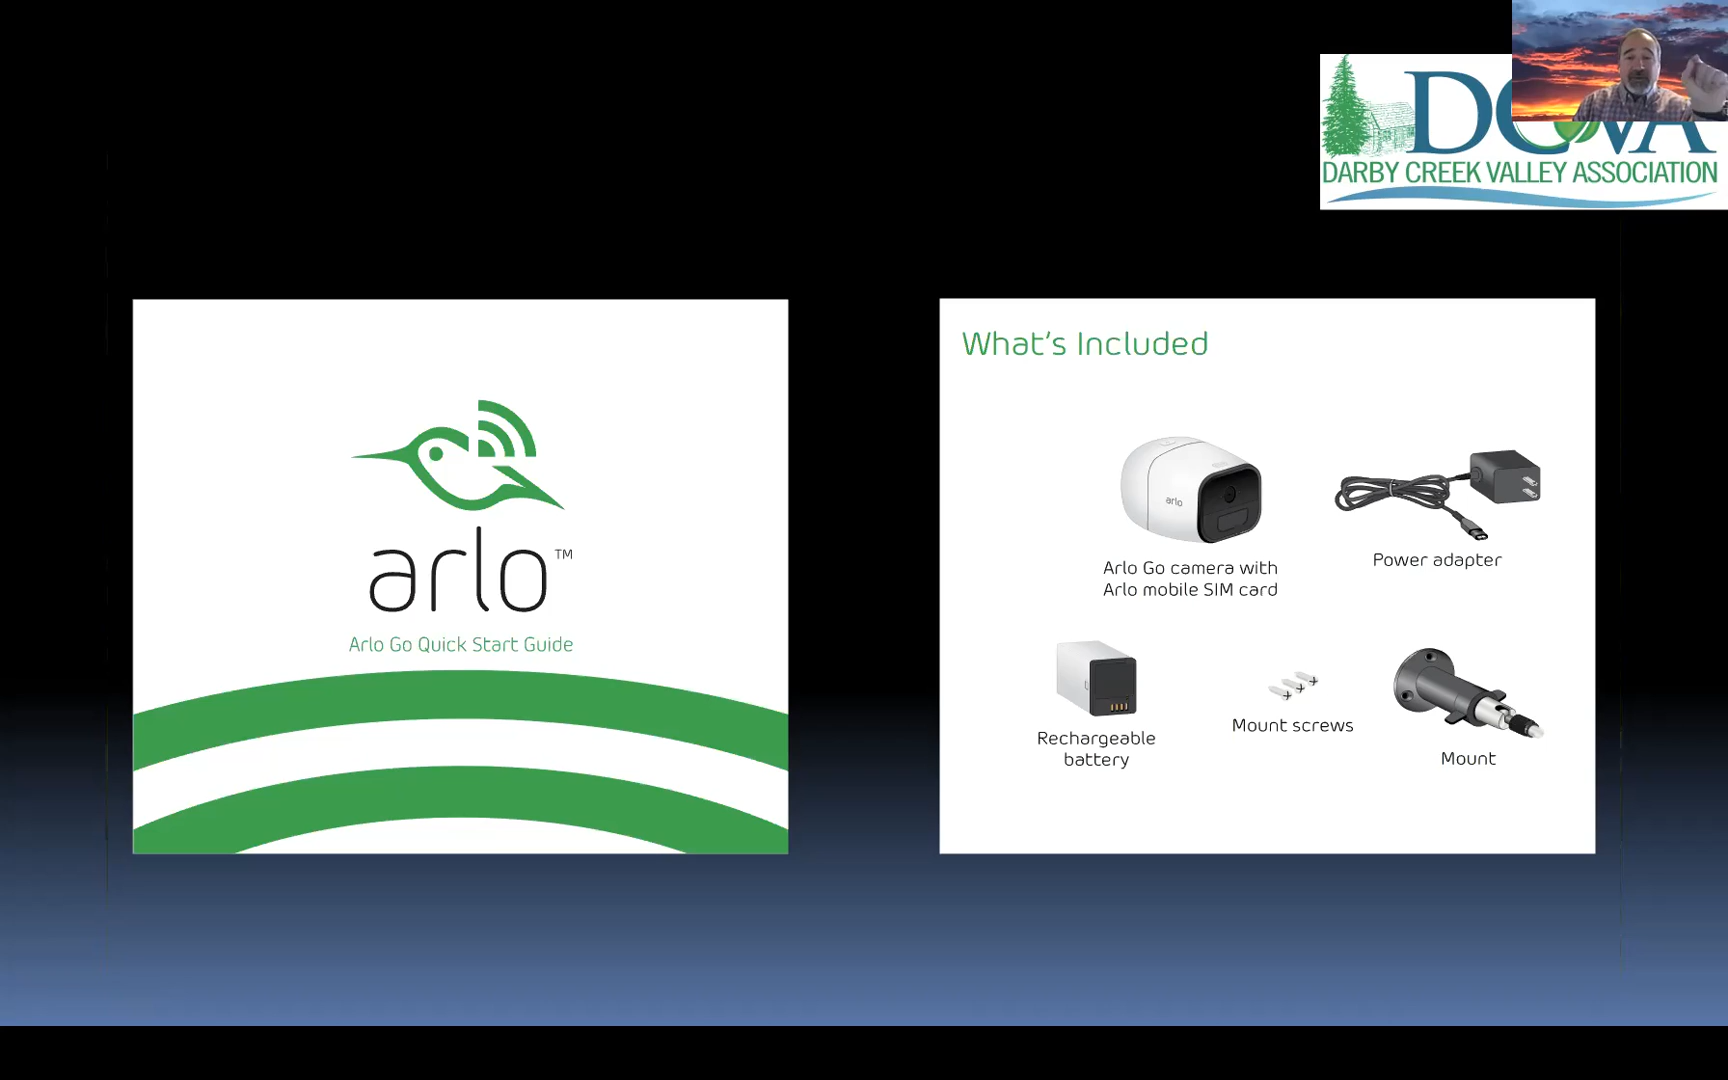 DARBY CREEK VALLEY ASSOCIATION
arlo™
Arlo Go Quick Start Guide
What's Included
arlo
Arlo Go camera with
Arlo mobile SIM card
Power adapter
Rechargeable
battery
Mount screws
Mount